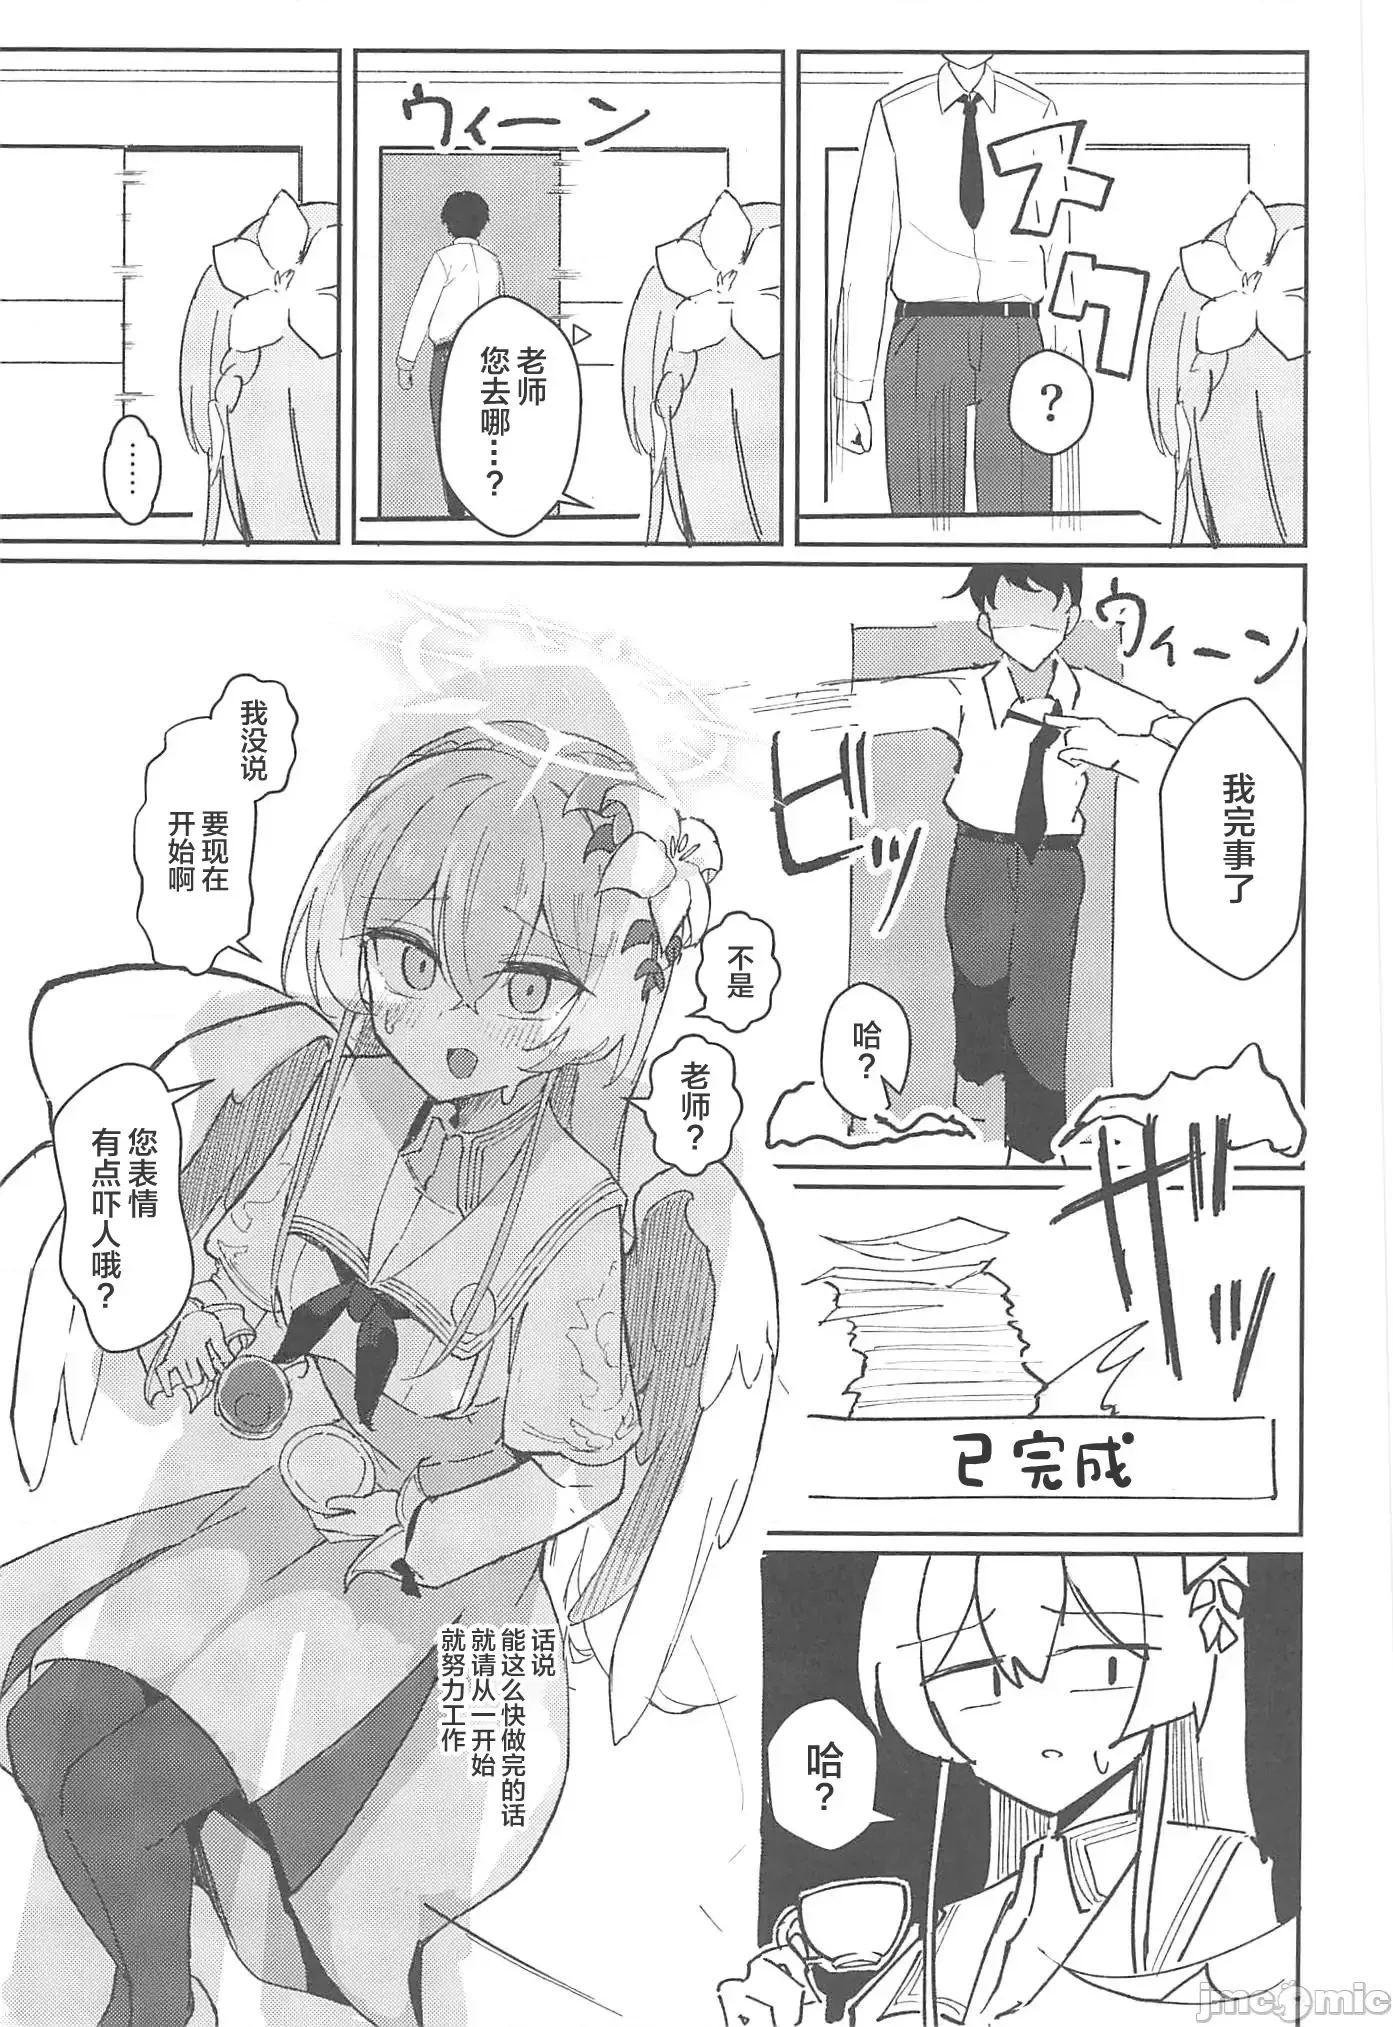 スクッ
？
ウィーン
老师
您去哪…？
……
ウィーン
我完事了
ビッ
哈？
ドサッ
已完成
哈？
不是
老师？
我没说
要现在
开始啊
您表情
有点吓人哦？
话说
能这么快做完的话
就请从一开始
就努力工作
jmcomic